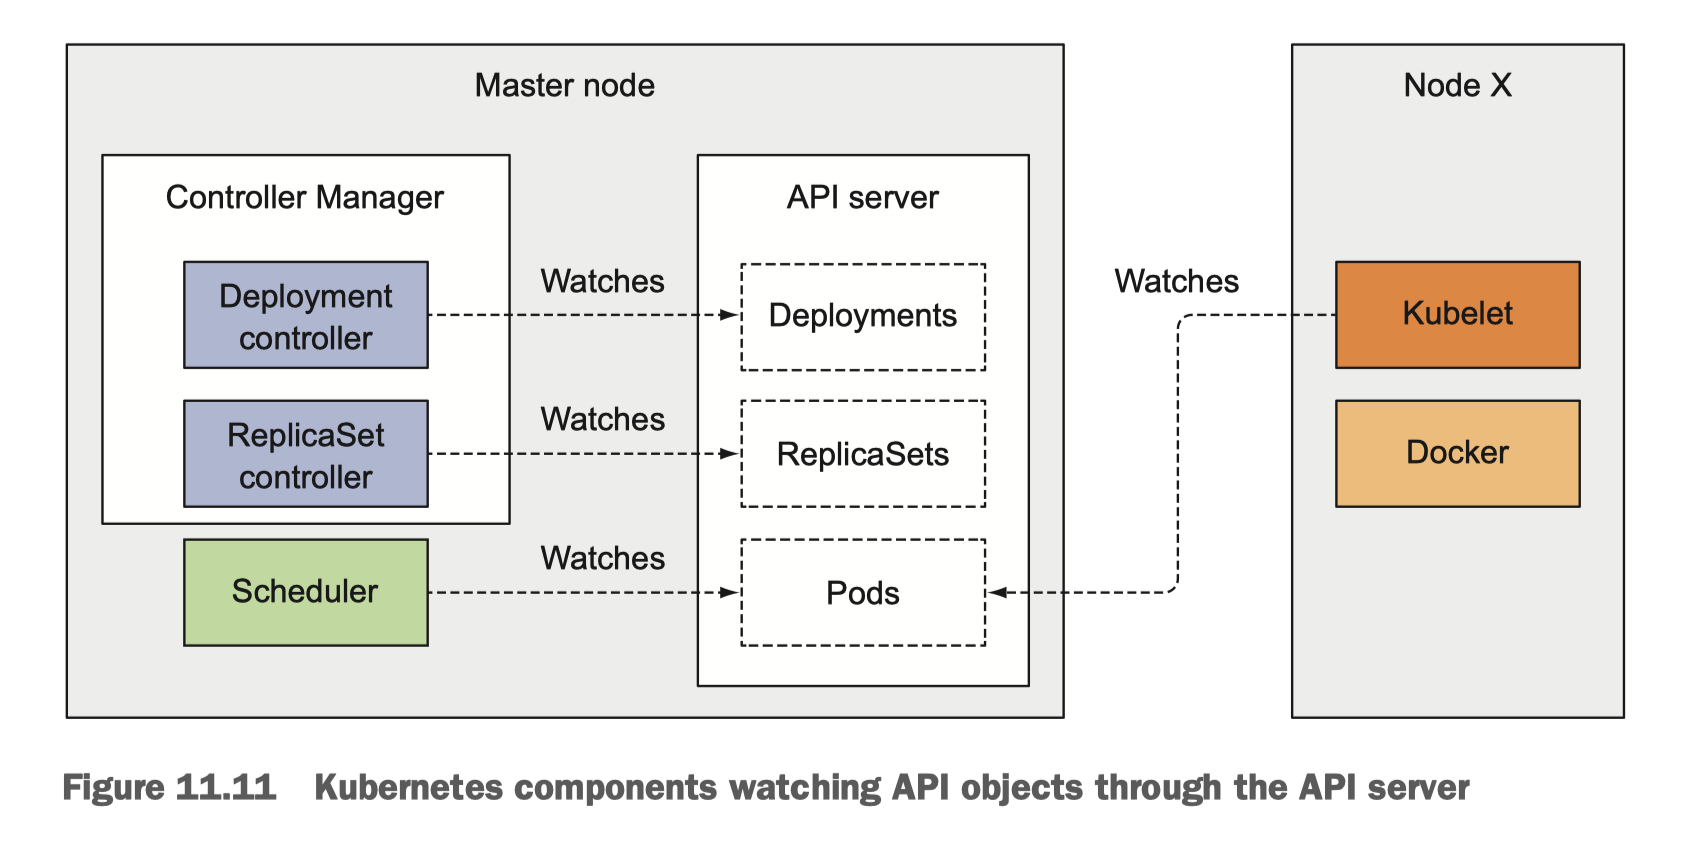 Master node
Node X
Controller Manager
API server
Deployment
controller
Watches
Deployments
Watches
Kubelet
ReplicaSet
controller
Watches
ReplicaSets
Docker
Scheduler
Watches
Pods
Figure 11.11 Kubernetes components watching API objects through the API server